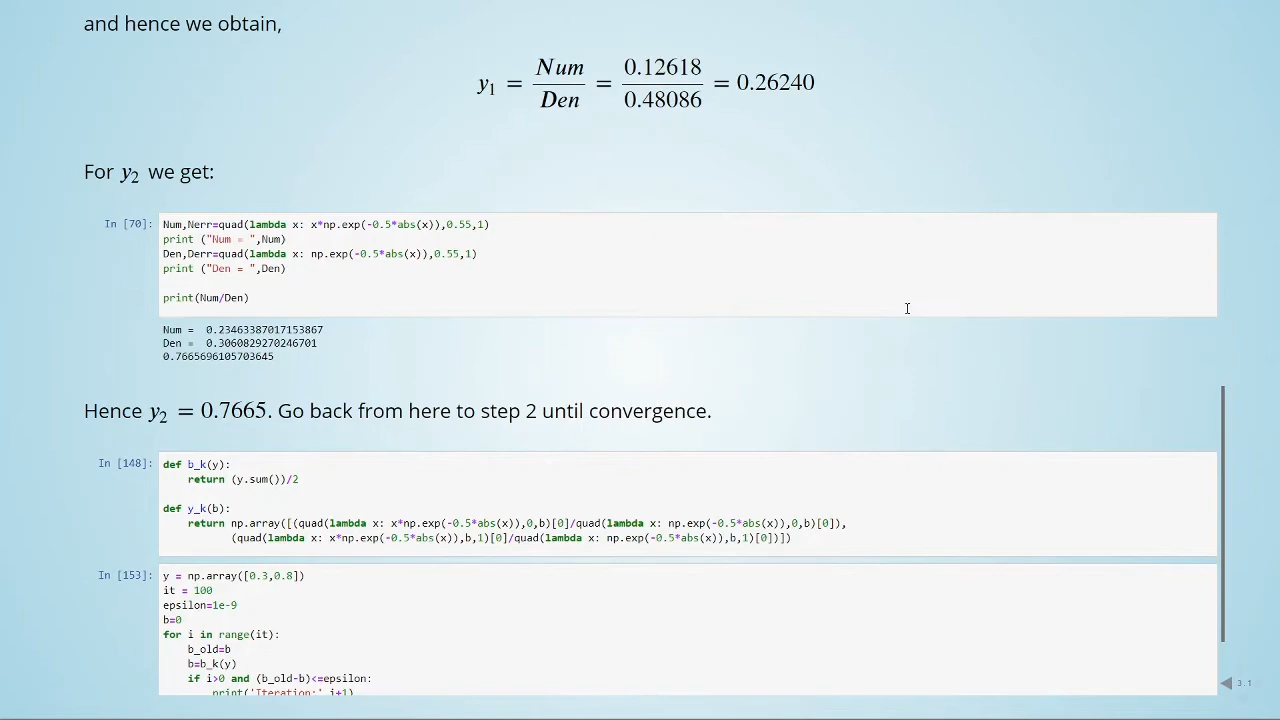 and hence we obtain,
y₁ = Num/Den = 0.12618/0.48086 = 0.26240
For y₂ we get:
In [70]: Num,Nerr=quad(lambda x: x*np.exp(-0.5*abs(x)),0.55,1)
print ("Num = ",Num)
Den,Derr=quad(lambda x: np.exp(-0.5*abs(x)),0.55,1)
print ("Den = ",Den)
print(Num/Den)
Num =  0.23463387017153867
Den =  0.3060829270246701
0.7665696105703645
Hence y₂ = 0.7665. Go back from here to step 2 until convergence.
In [148]: def b_k(y):
    return (y.sum())/2
def y_k(b):
    return np.array([(quad(lambda x: x*np.exp(-0.5*abs(x)),0,b)[0]/quad(lambda x: np.exp(-0.5*abs(x)),0,b)[0]),
           (quad(lambda x: x*np.exp(-0.5*abs(x)),b,1)[0]/quad(lambda x: np.exp(-0.5*abs(x)),b,1)[0])])
In [153]: y = np.array([0.3,0.8])
it = 100
epsilon=1e-9
b=0
for i in range(it):
    b_old=b
    b=b_k(y)
    if i>0 and (b_old-b)<=epsilon:
        print('Iteration:',i+1)
3.1